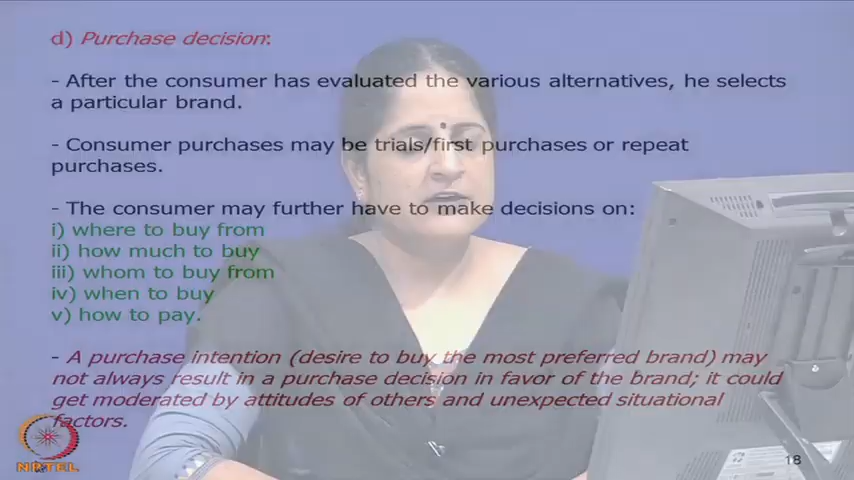 d) Purchase decision:
- After the consumer has evaluated the various alternatives, he selects
a particular brand.
- Consumer purchases may be trials/first purchases or repeat
purchases.
- The consumer may further have to make decisions on:
i) where to buy from
ii) how much to buy
iii) whom to buy from
iv) when to buy
v) how to pay.
- A purchase intention (desire to buy the most preferred brand) may
not always result in a purchase decision in favor of the brand; it could
get moderated by attitudes of others and unexpected situational
factors.
NPTEL
18